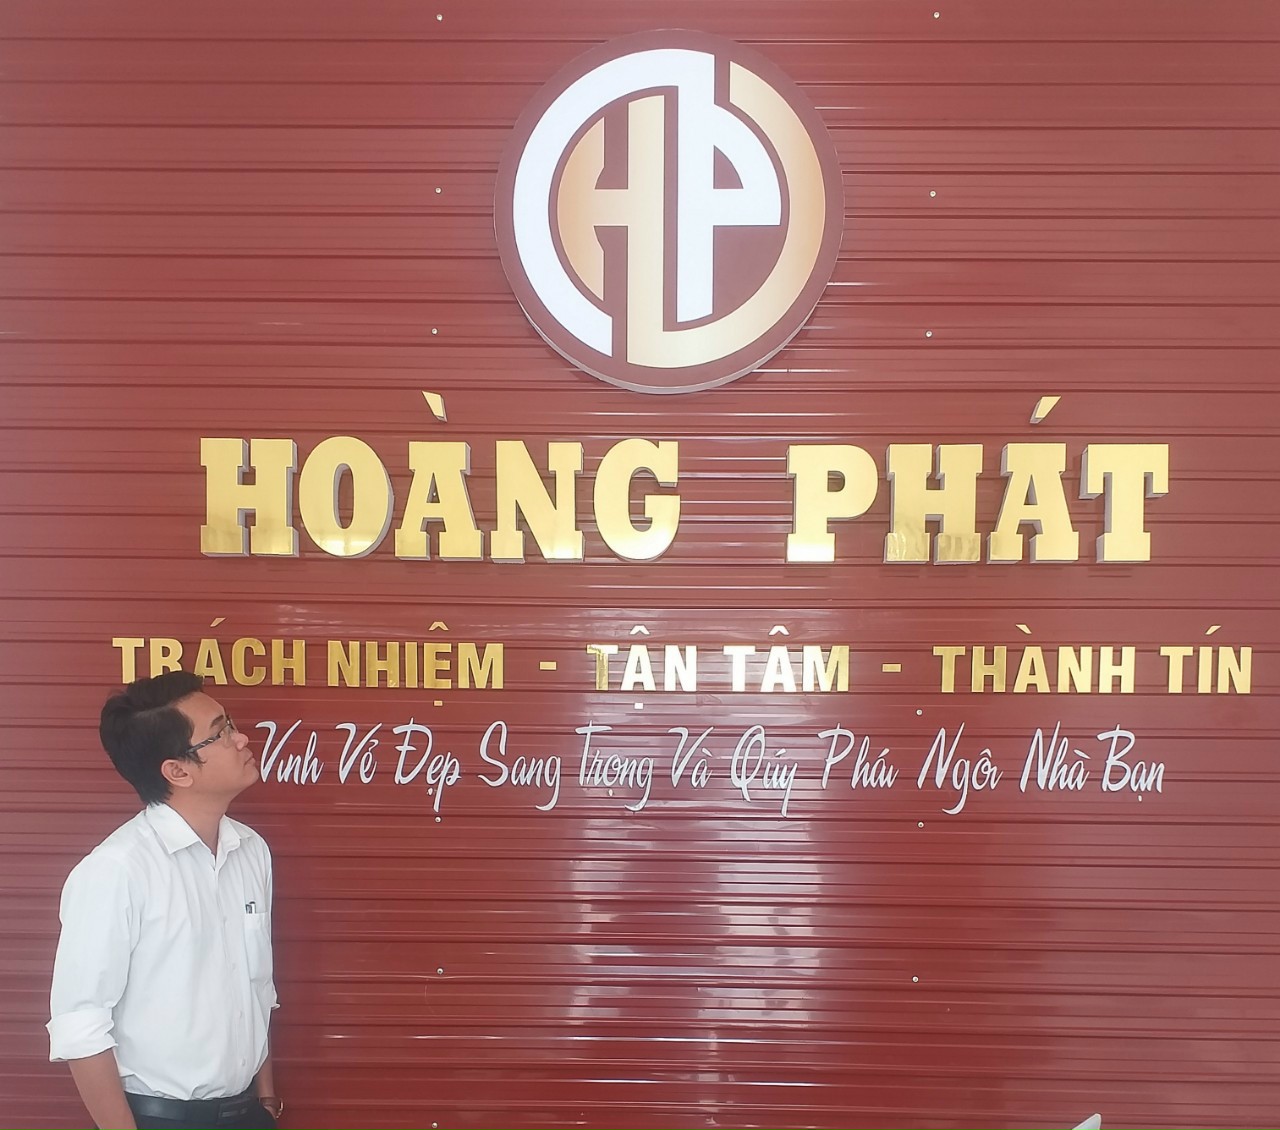 HP
HOÀNG PHÁT
TRÁCH NHIỆM - TẬN TÂM - THÀNH TÍN
Vinh Vẻ Đẹp Sang Trọng Và Qúy Phái Ngôi Nhà Bạn